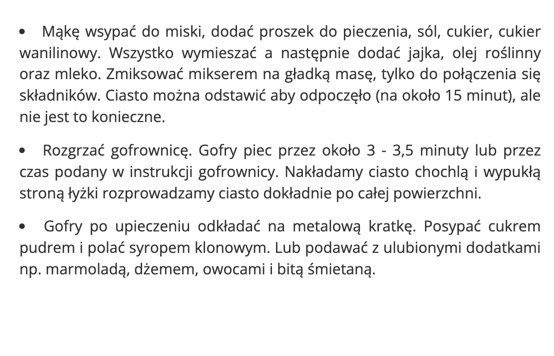 • Mąkę wsypać do miski, dodać proszek do pieczenia, sól, cukier, cukier
wanilinowy. Wszystko wymieszać a następnie dodać jajka, olej roślinny
oraz mleko. Zmiksować mikserem na gładką masę, tylko do połączenia się
składników. Ciasto można odstawić aby odpoczęło (na około 15 minut), ale
nie jest to konieczne.
• Rozgrzać gofrownicę. Gofry piec przez około 3 - 3,5 minuty lub przez
czas podany w instrukcji gofrownicy. Nakładamy ciasto chochlą i wypukłą
stroną łyżki rozprowadzamy ciasto dokładnie po całej powierzchni.
• Gofry po upieczeniu odkładać na metalową kratkę. Posypać cukrem
pudrem i polać syropem klonowym. Lub podawać z ulubionymi dodatkami
np. marmoladą, dżemem, owocami i bitą śmietaną.